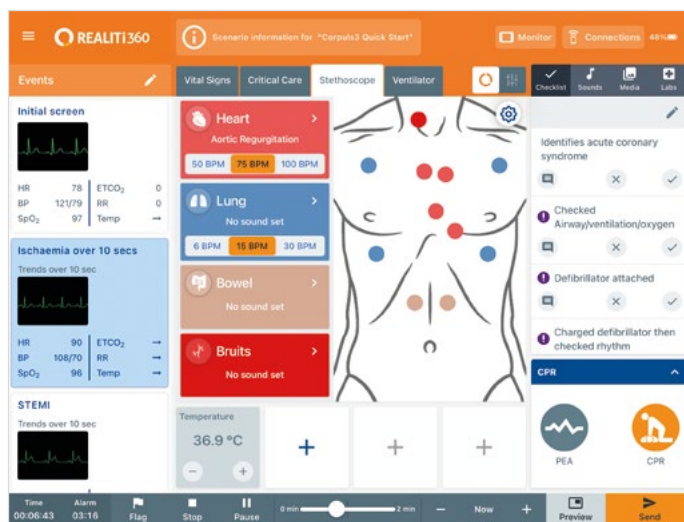 REALITi360
Scenario information for "Corpuls3 Quick Start"
Monitor
Connections
48%
Events
Vital Signs
Critical Care
Stethoscope
Ventilator
Checklist
Sounds
Media
Labs
Initial screen
HR 78 ETCO2 0
BP 121/79 RR 0
SpO2 97 Temp →
Ischaemia over 10 secs
Trends over 10 sec
HR 90 ETCO2 →
BP 108/70 RR →
SpO2 96 Temp →
STEMI
Trends over 10 sec
Heart
Aortic Regurgitation
50 BPM 75 BPM 100 BPM
Lung
No sound set
6 BPM 15 BPM 30 BPM
Bowel
No sound set
Bruits
No sound set
Temperature
36.9 °C
− +
+ + +
Identifies acute coronary
syndrome
Checked
Airway/ventilation/oxygen
Defibrillator attached
Charged defibrillator then
checked rhythm
CPR
PEA
CPR
Time
00:06:43
Alarm
03:16
Flag
Stop
Pause
0 min
2 min
− Now +
Preview
Send